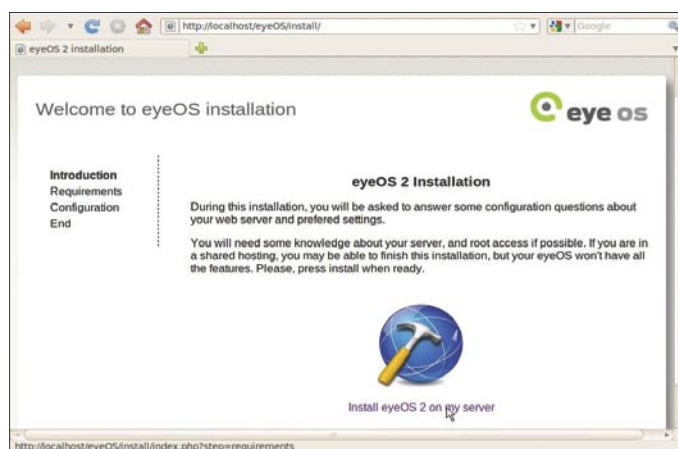 http://localhost/eyeOS/install/
Google
eyeOS 2 installation
Welcome to eyeOS installation
eye os
Introduction
Requirements
Configuration
End
eyeOS 2 Installation
During this installation, you will be asked to answer some configuration questions about
your web server and prefered settings.
You will need some knowledge about your server, and root access if possible. If you are in
a shared hosting, you may be able to finish this installation, but your eyeOS won't have all
the features. Please, press install when ready.
Install eyeOS 2 on my server
http://localhost/eyeOS/install/index.php?step=requirements